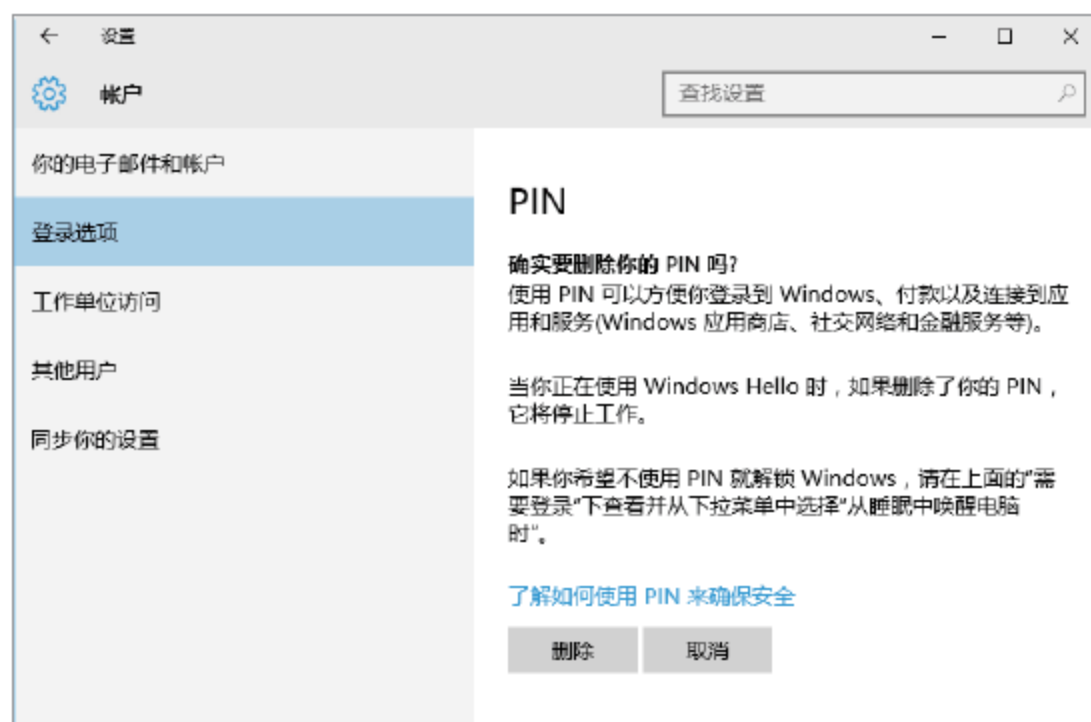 设置
帐户
查找设置
你的电子邮件和帐户
登录选项
工作单位访问
其他用户
同步你的设置
PIN
确实要删除你的 PIN 吗?
使用 PIN 可以方便你登录到 Windows、付款以及连接到应
用和服务(Windows 应用商店、社交网络和金融服务等)。
当你正在使用 Windows Hello 时，如果删除了你的 PIN，
它将停止工作。
如果你希望不使用 PIN 就解锁 Windows，请在上面的"需
要登录"下查看并从下拉菜单中选择"从睡眠中唤醒电脑
时"。
了解如何使用 PIN 来确保安全
删除
取消